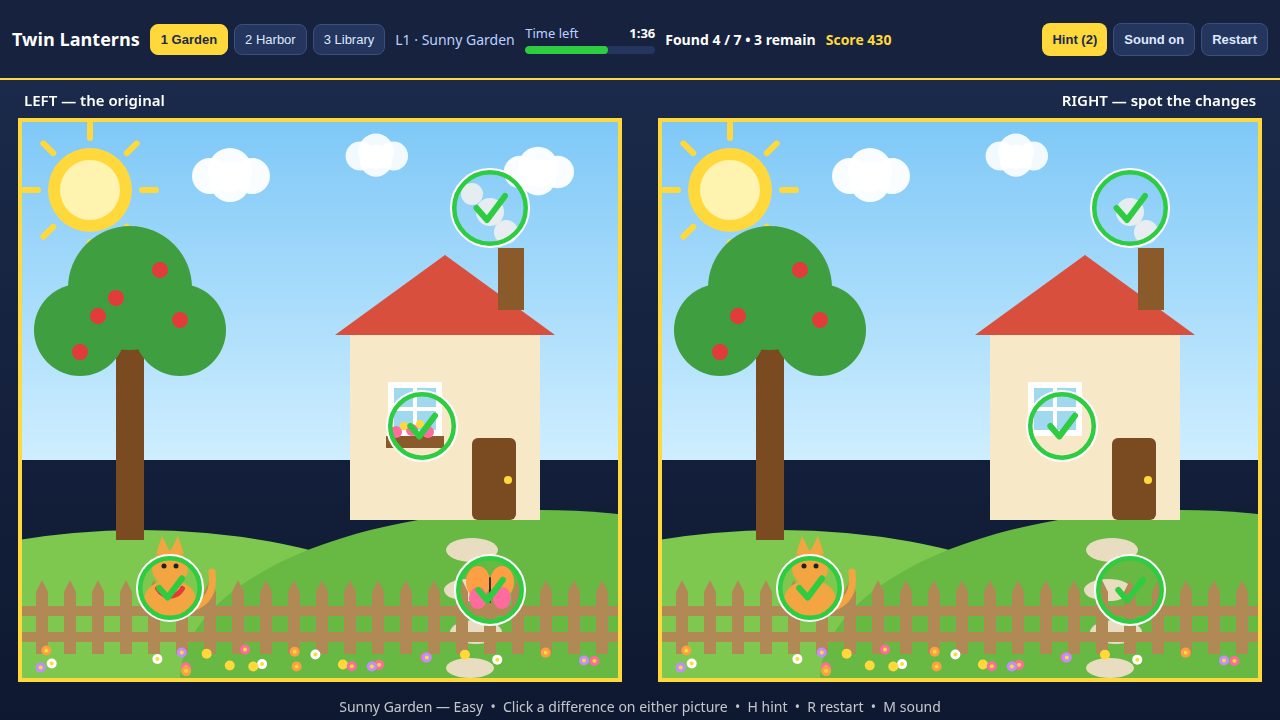 Twin Lanterns
1 Garden
2 Harbor
3 Library
L1 · Sunny Garden
Time left 1:36
Found 4 / 7 • 3 remain
Score 430
Hint (2)
Sound on
Restart
LEFT — the original
RIGHT — spot the changes
Sunny Garden — Easy • Click a difference on either picture • H hint • R restart • M sound